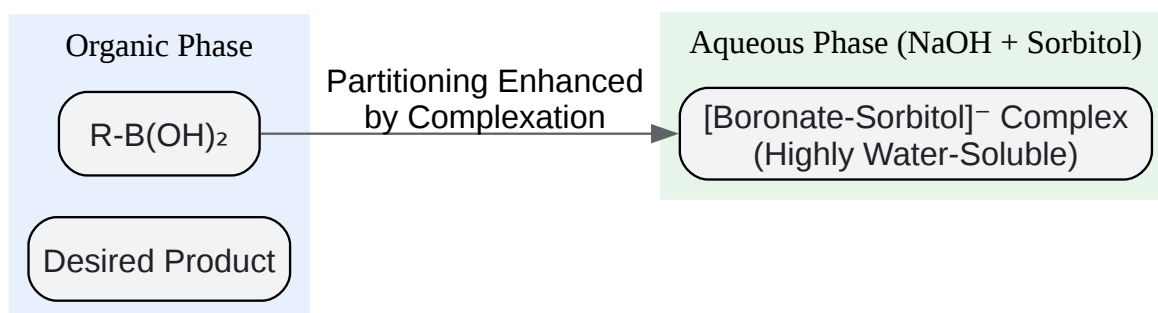 Organic Phase
R-B(OH)₂
Desired Product
Partitioning Enhanced
by Complexation
Aqueous Phase (NaOH + Sorbitol)
[Boronate-Sorbitol]⁻ Complex
(Highly Water-Soluble)